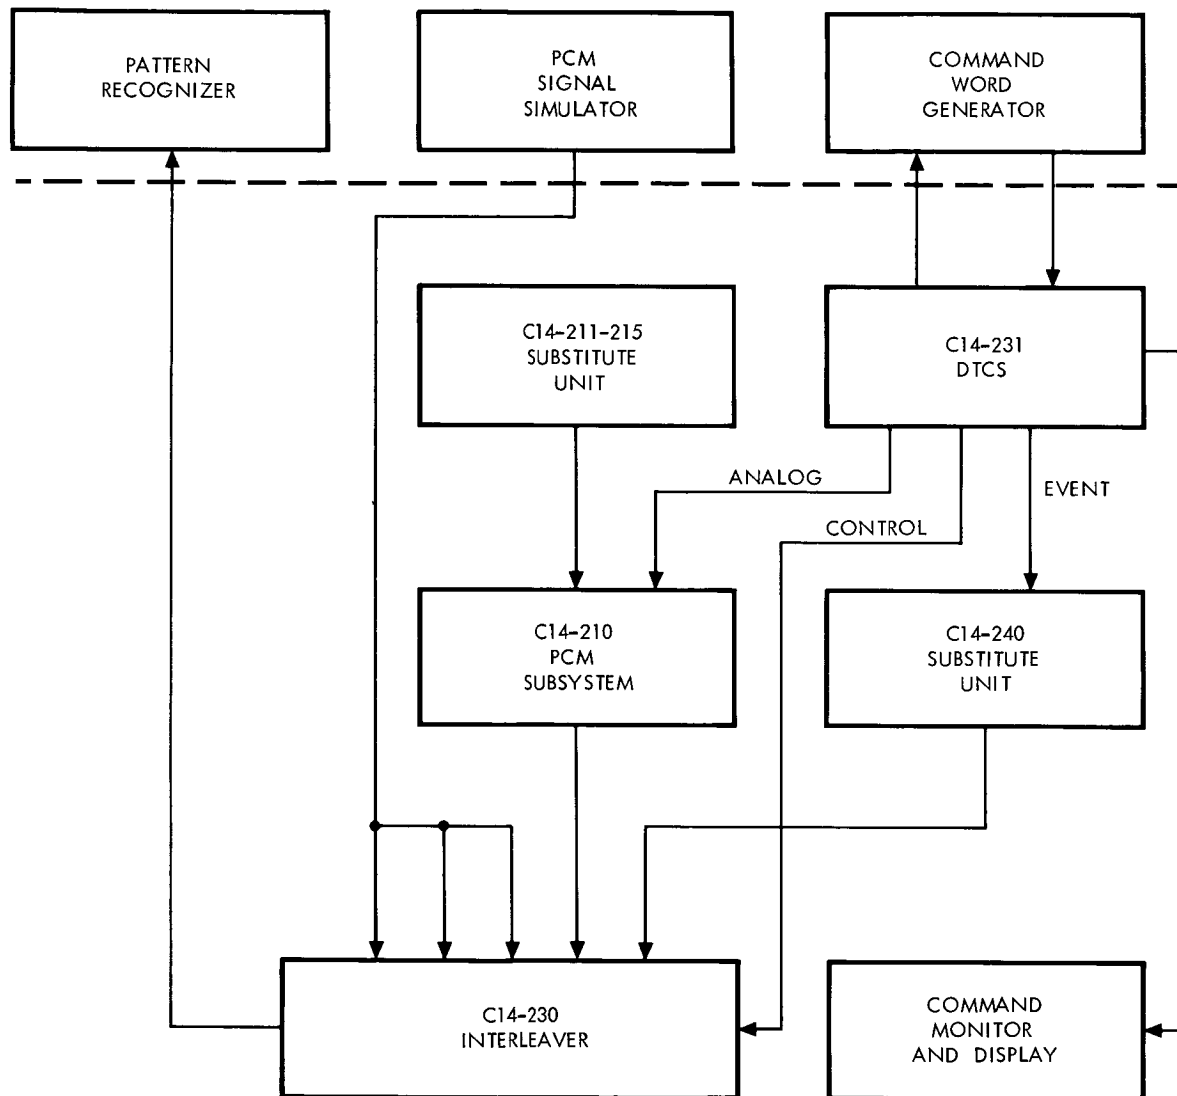 PATTERN
RECOGNIZER
PCM
SIGNAL
SIMULATOR
COMMAND
WORD
GENERATOR
C14-211-215
SUBSTITUTE
UNIT
C14-231
DTCS
ANALOG
EVENT
CONTROL
C14-210
PCM
SUBSYSTEM
C14-240
SUBSTITUTE
UNIT
C14-230
INTERLEAVER
COMMAND
MONITOR
AND DISPLAY